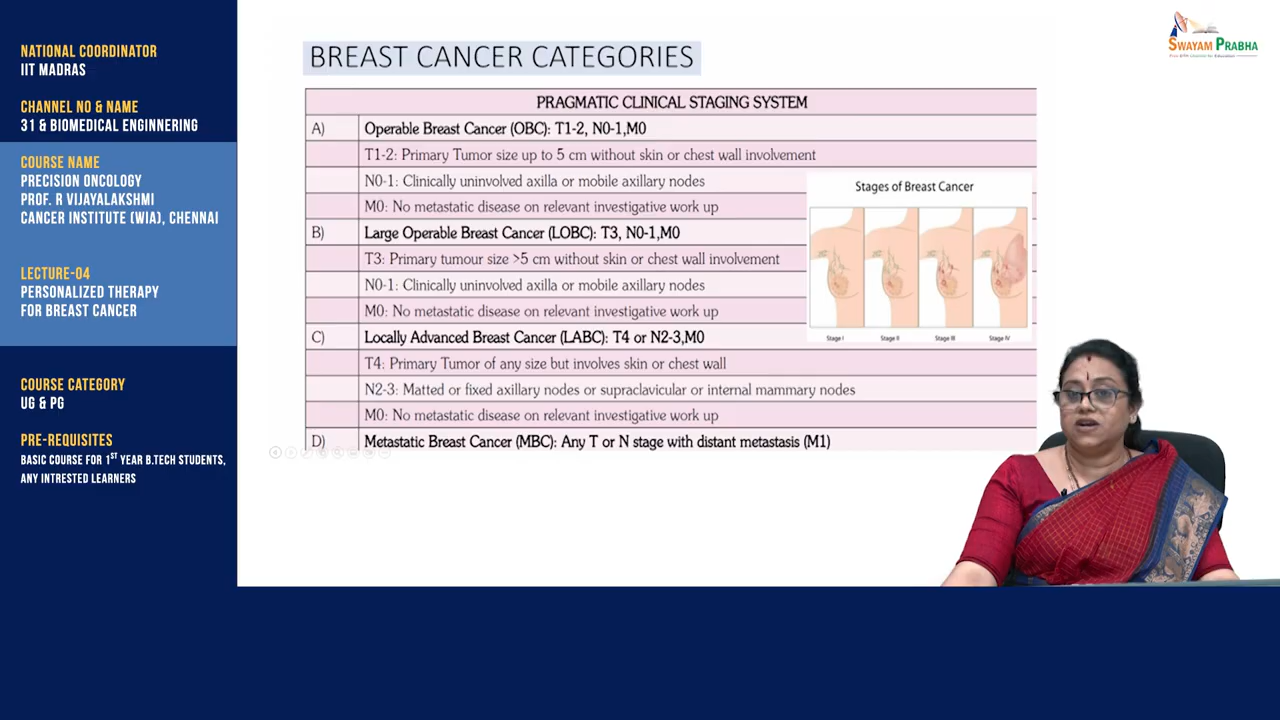 NATIONAL COORDINATOR
IIT MADRAS
CHANNEL NO & NAME
31 & BIOMEDICAL ENGINNERING
COURSE NAME
PRECISION ONCOLOGY
PROF. R VIJAYALAKSHMI
CANCER INSTITUTE (WIA), CHENNAI
LECTURE-04
PERSONALIZED THERAPY
FOR BREAST CANCER
COURSE CATEGORY
UG & PG
PRE-REQUISITES
BASIC COURSE FOR 1ST YEAR B.TECH STUDENTS,
ANY INTRESTED LEARNERS
BREAST CANCER CATEGORIES
PRAGMATIC CLINICAL STAGING SYSTEM
A) Operable Breast Cancer (OBC): T1-2, N0-1,M0
T1-2: Primary Tumor size up to 5 cm without skin or chest wall involvement
N0-1: Clinically uninvolved axilla or mobile axillary nodes
M0: No metastatic disease on relevant investigative work up
B) Large Operable Breast Cancer (LOBC): T3, N0-1,M0
T3: Primary tumour size >5 cm without skin or chest wall involvement
N0-1: Clinically uninvolved axilla or mobile axillary nodes
M0: No metastatic disease on relevant investigative work up
C) Locally Advanced Breast Cancer (LABC): T4 or N2-3,M0
T4: Primary Tumor of any size but involves skin or chest wall
N2-3: Matted or fixed axillary nodes or supraclavicular or internal mammary nodes
M0: No metastatic disease on relevant investigative work up
D) Metastatic Breast Cancer (MBC): Any T or N stage with distant metastasis (M1)
Stages of Breast Cancer
Stage I Stage II Stage III Stage IV
SWAYAM PRABHA